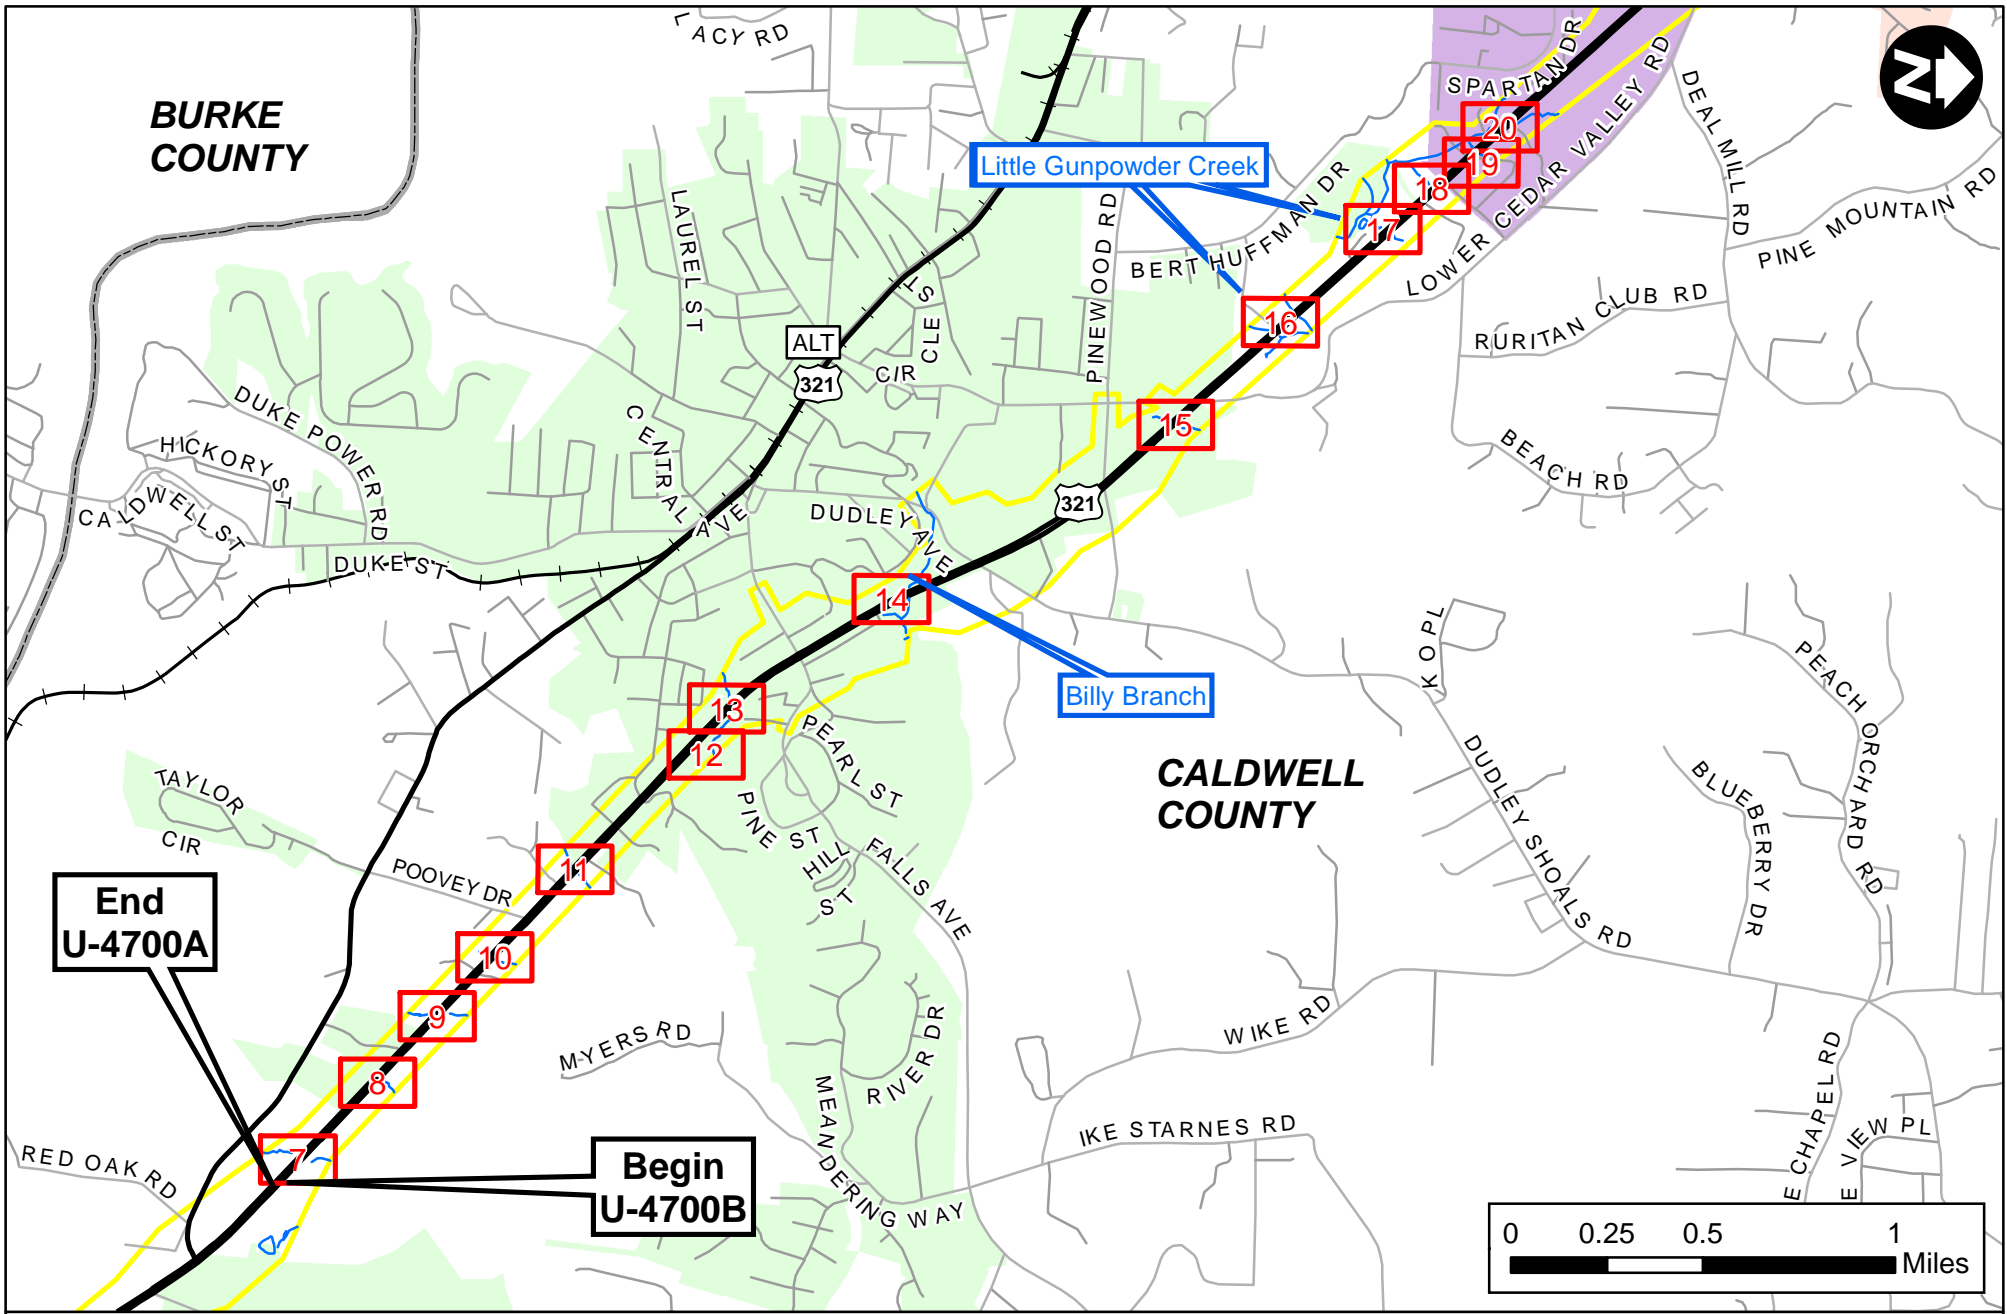 LACY RD
BURKE
COUNTY
SPARTAN DR
N
DEAL MILL RD
LOWER CEDAR VALLEY RD
20
19
18
17
Little Gunpowder Creek
BERT HUFFMAN DR
PINE MOUNTAIN RD
PINEWOOD RD
LAUREL ST
16
RURITAN CLUB RD
ALT
321
CIR
CLE
ST
DUKE POWER RD
HICKORY ST
CALDWELL ST
CENTRAL AVE
15
BEACH RD
321
DUDLEY AVE
DUKE ST
14
Billy Branch
KO PL
PEACH ORCHARD RD
13
12
PEARL ST
CALDWELL
COUNTY
DUDLEY SHOALS RD
BLUEBERRY DR
TAYLOR
CIR
PINE ST
HILL ST
FALLS AVE
11
POOVEY DR
End
U-4700A
10
9
8
7
MYERS RD
RIVER DR
WIKE RD
MEANDERING WAY
IKE STARNES RD
E CHAPEL RD
E VIEW PL
RED OAK RD
Begin
U-4700B
0 0.25 0.5 1
Miles